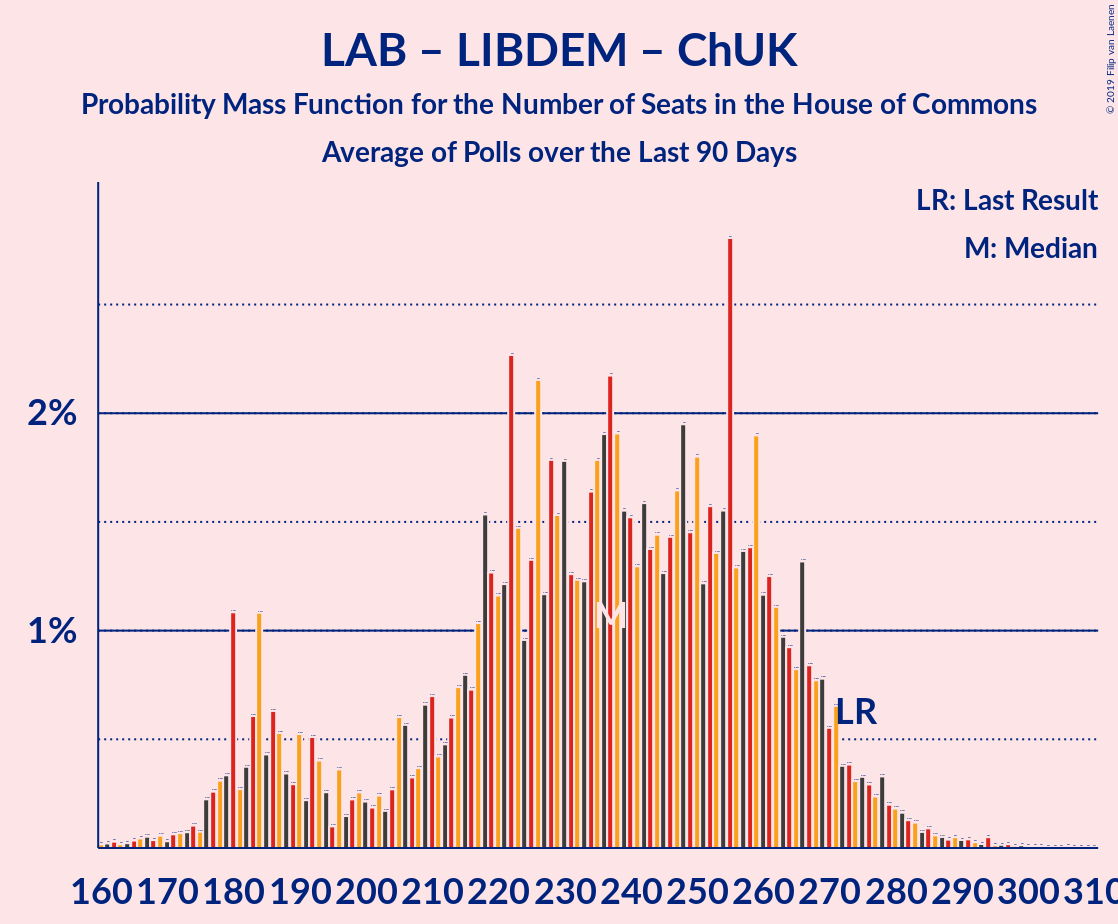 LAB – LIBDEM – ChUK
Probability Mass Function for the Number of Seats in the House of Commons
Average of Polls over the Last 90 Days
© 2019 Filip van Laenen
LR: Last Result
M: Median
2%
1%
M
LR
160 170 180 190 200 210 220 230 240 250 260 270 280 290 300 310